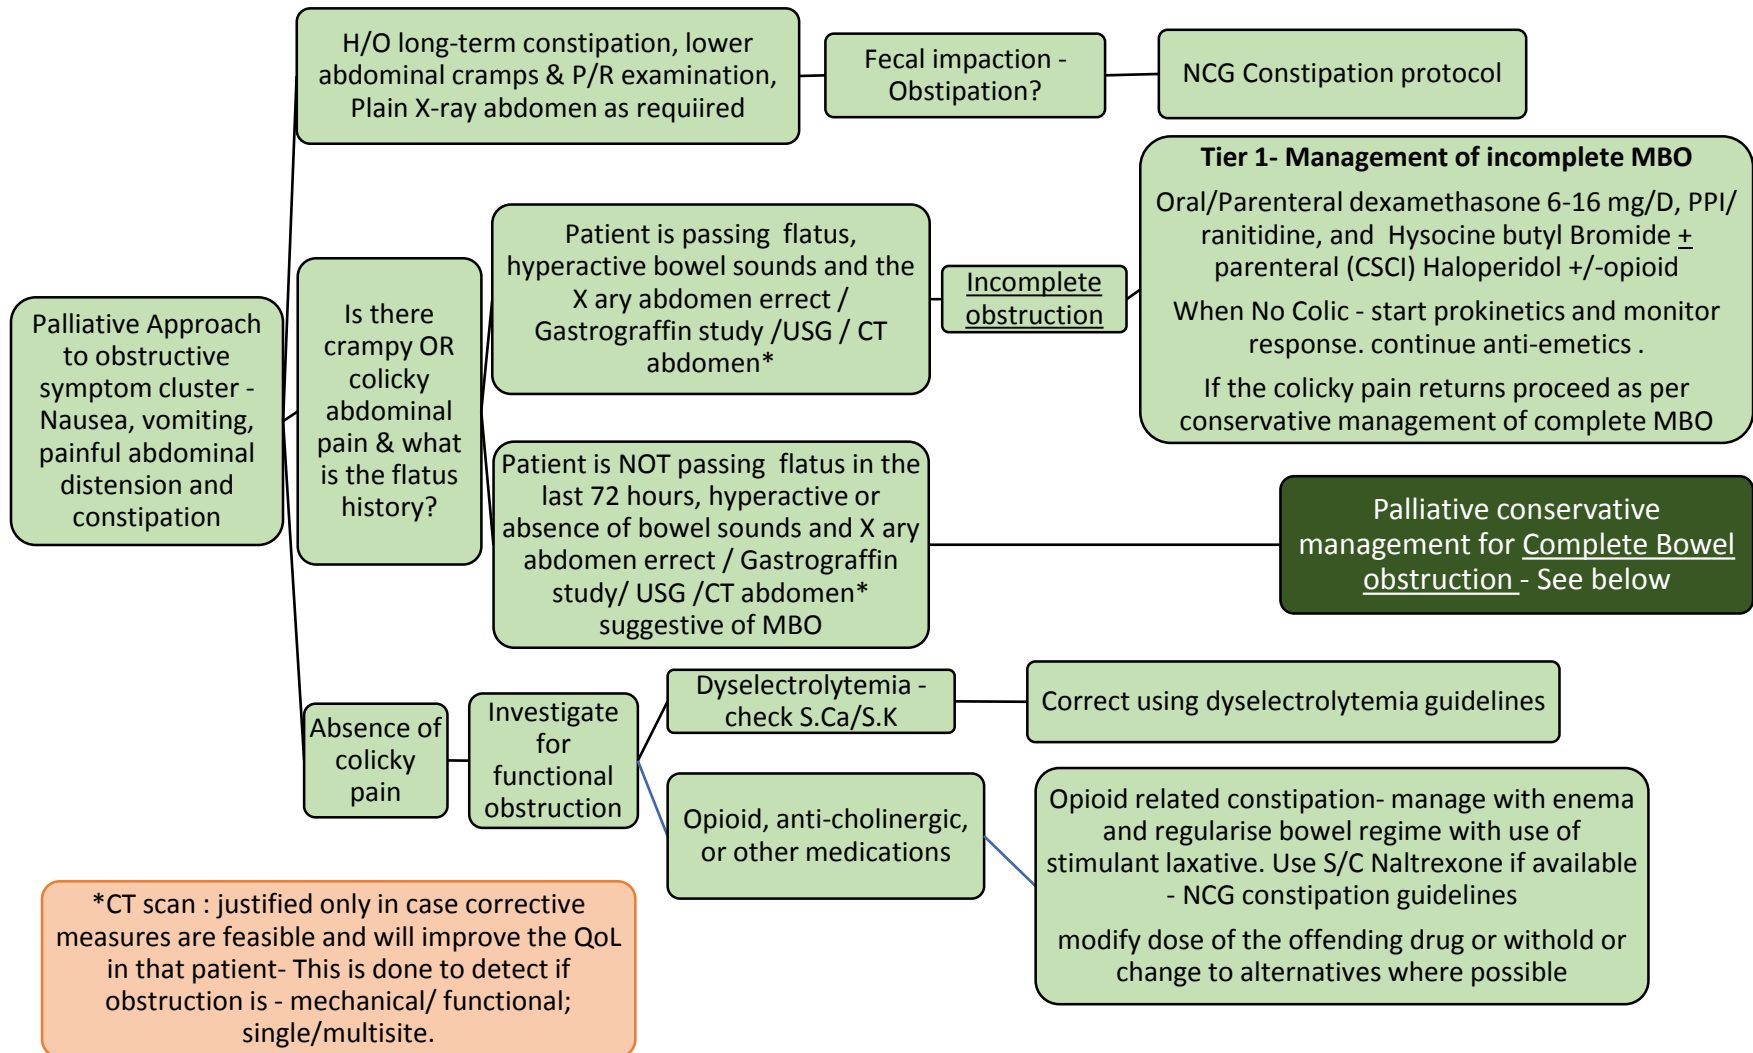 H/O long-term constipation, lower
abdominal cramps & P/R examination,
Plain X-ray abdomen as requiired
Fecal impaction -
Obstipation?
NCG Constipation protocol
Palliative Approach
to obstructive
symptom cluster -
Nausea, vomiting,
painful abdominal
distension and
constipation
Is there
crampy OR
colicky
abdominal
pain & what
is the flatus
history?
Patient is passing flatus,
hyperactive bowel sounds and the
X ary abdomen errect /
Gastrograffin study /USG / CT
abdomen*
Incomplete
obstruction
Tier 1- Management of incomplete MBO
Oral/Parenteral dexamethasone 6-16 mg/D, PPI/
ranitidine, and Hysocine butyl Bromide +
parenteral (CSCI) Haloperidol +/-opioid
When No Colic - start prokinetics and monitor
response. continue anti-emetics .
If the colicky pain returns proceed as per
conservative management of complete MBO
Patient is NOT passing flatus in the
last 72 hours, hyperactive or
absence of bowel sounds and X ary
abdomen errect / Gastrograffin
study/ USG /CT abdomen*
suggestive of MBO
Palliative conservative
management for Complete Bowel
obstruction - See below
Absence of
colicky
pain
Investigate
for
functional
obstruction
Dyselectrolytemia -
check S.Ca/S.K
Correct using dyselectrolytemia guidelines
Opioid, anti-cholinergic,
or other medications
Opioid related constipation- manage with enema
and regularise bowel regime with use of
stimulant laxative. Use S/C Naltrexone if available
- NCG constipation guidelines
modify dose of the offending drug or withold or
change to alternatives where possible
*CT scan : justified only in case corrective
measures are feasible and will improve the QoL
in that patient- This is done to detect if
obstruction is - mechanical/ functional;
single/multisite.